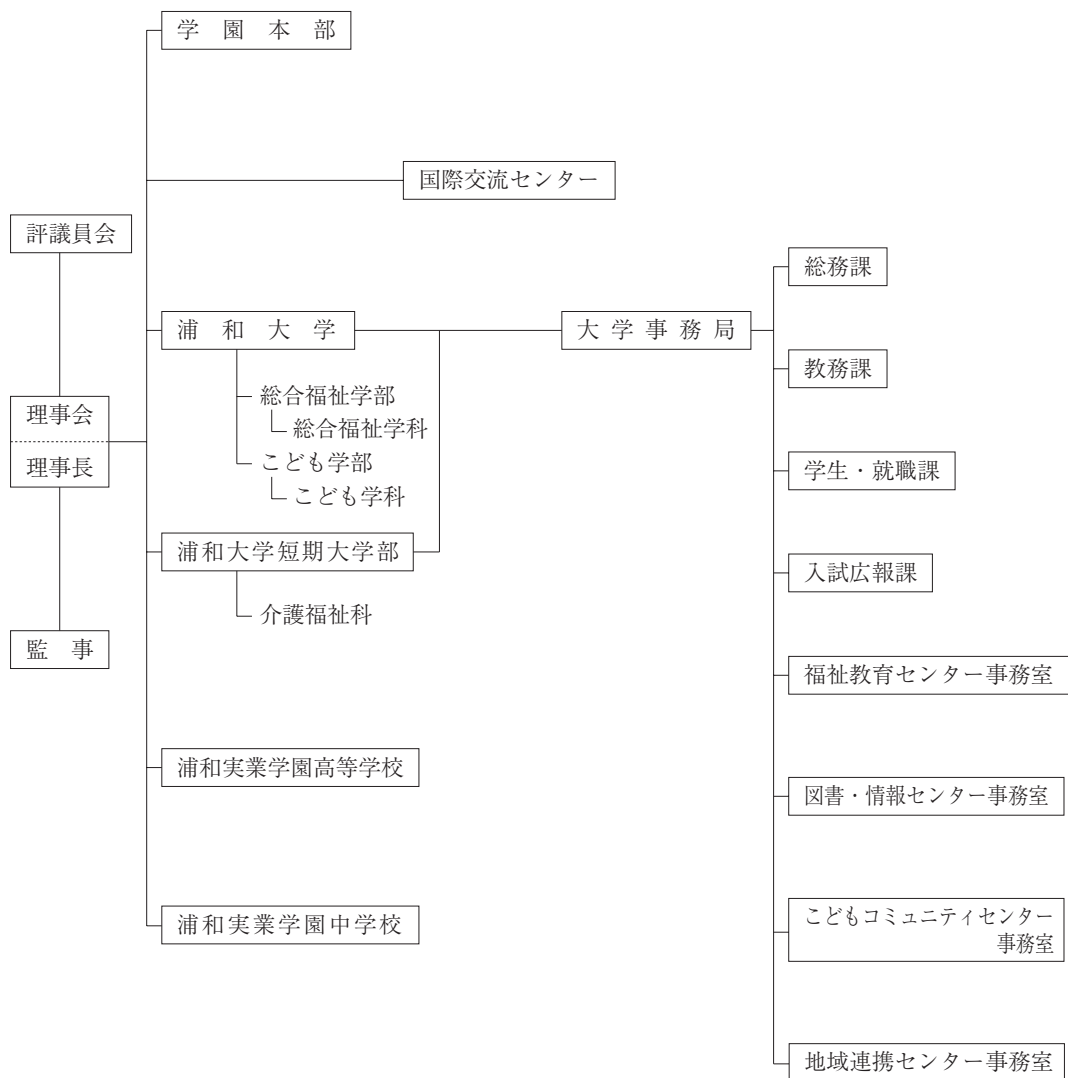 学園本部
国際交流センター
評議員会
理事会
理事長
監事
浦和大学
総合福祉学部
総合福祉学科
こども学部
こども学科
浦和大学短期大学部
介護福祉科
浦和実業学園高等学校
浦和実業学園中学校
大学事務局
総務課
教務課
学生・就職課
入試広報課
福祉教育センター事務室
図書・情報センター事務室
こどもコミュニティセンター
事務室
地域連携センター事務室